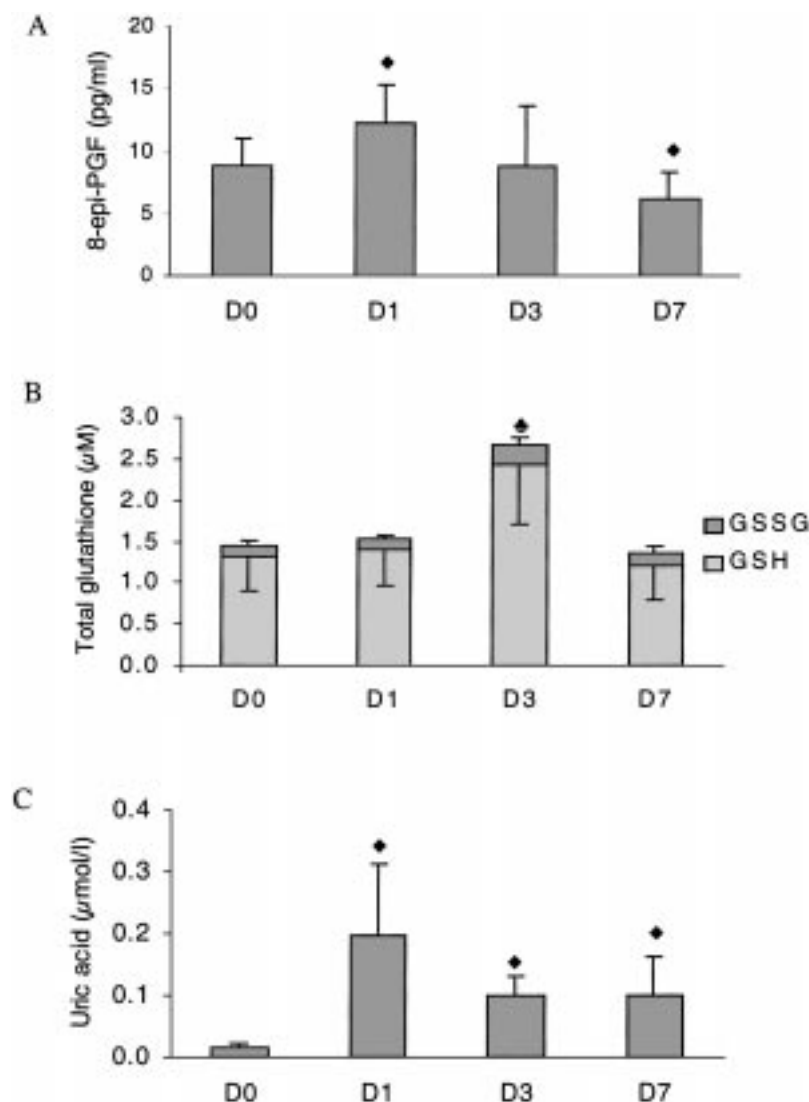 A
8-epi-PGF (pg/ml)
20
15
10
5
0
D0 D1 D3 D7
B
Total glutathione (µM)
3.0
2.5
2.0
1.5
1.0
0.5
0.0
GSSG
GSH
D0 D1 D3 D7
C
Uric acid (µmol/l)
0.4
0.3
0.2
0.1
0.0
D0 D1 D3 D7